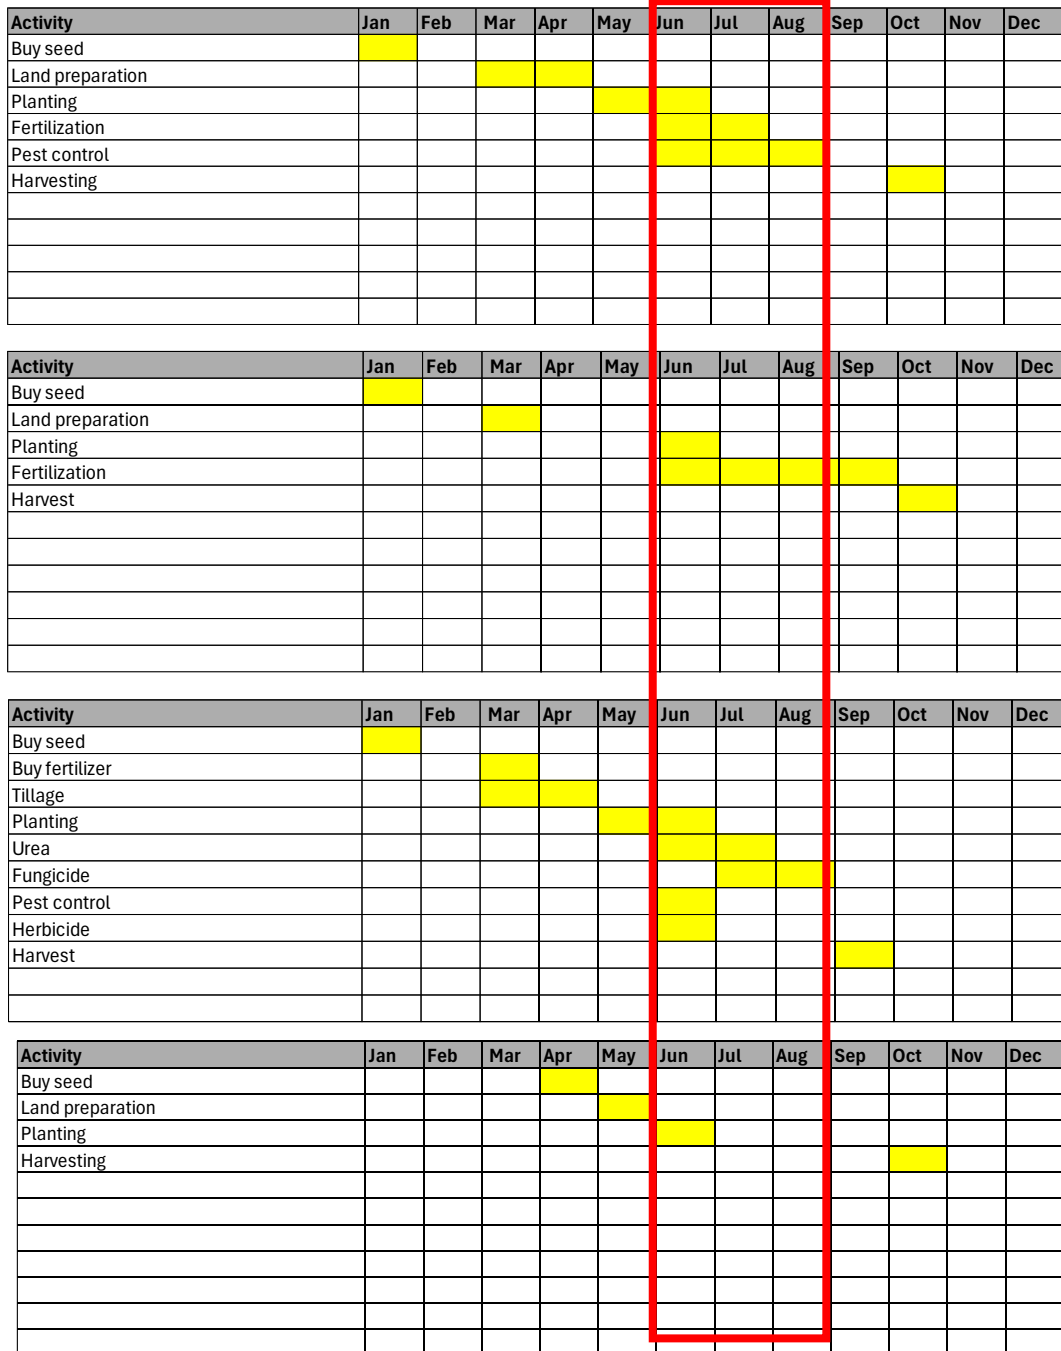 Activity Jan Feb Mar Apr May Jun Jul Aug Sep Oct Nov Dec
Buy seed
Land preparation
Planting
Fertilization
Pest control
Harvesting
Activity Jan Feb Mar Apr May Jun Jul Aug Sep Oct Nov Dec
Buy seed
Land preparation
Planting
Fertilization
Harvest
Activity Jan Feb Mar Apr May Jun Jul Aug Sep Oct Nov Dec
Buy seed
Buy fertilizer
Tillage
Planting
Urea
Fungicide
Pest control
Herbicide
Harvest
Activity Jan Feb Mar Apr May Jun Jul Aug Sep Oct Nov Dec
Buy seed
Land preparation
Planting
Harvesting